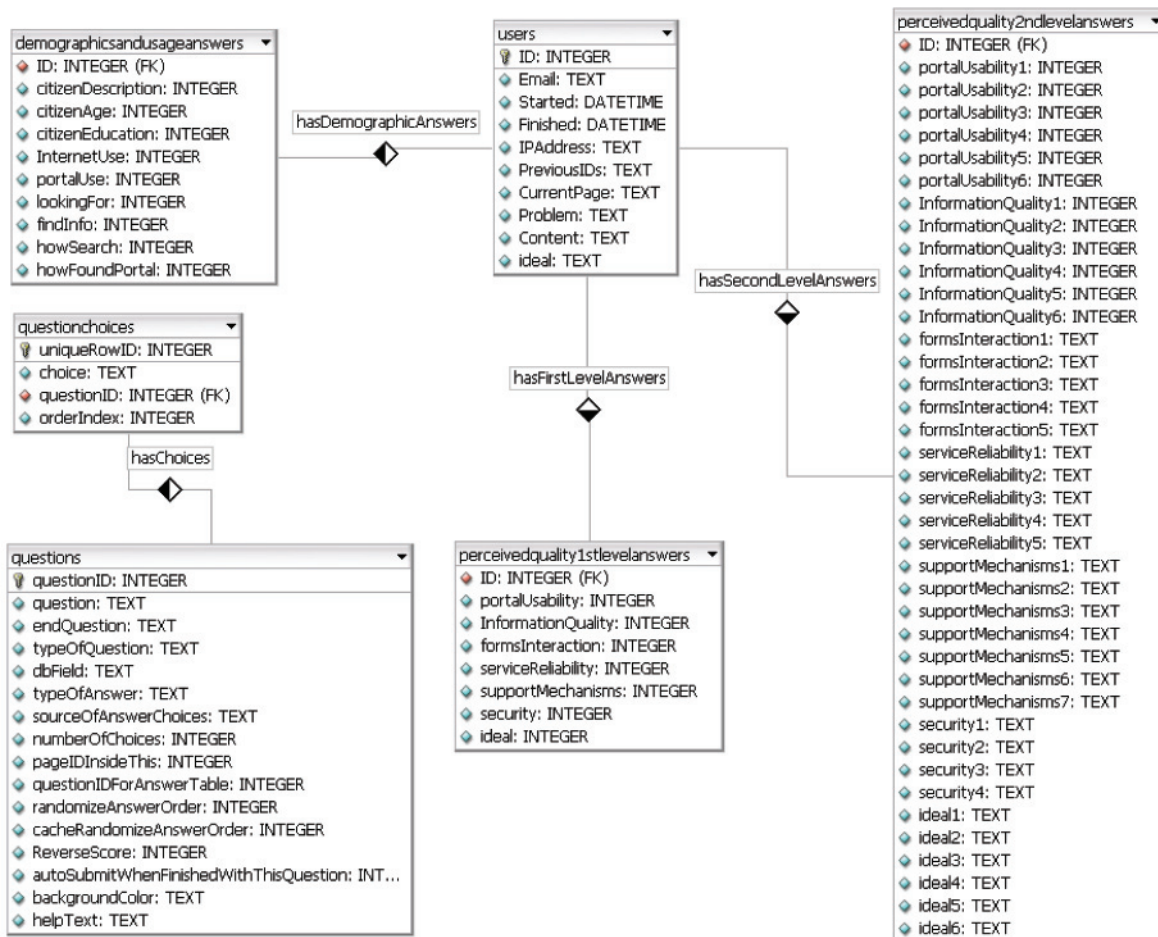 demographicsandusageanswers
ID: INTEGER (FK)
citizenDescription: INTEGER
citizenAge: INTEGER
citizenEducation: INTEGER
InternetUse: INTEGER
portalUse: INTEGER
lookingFor: INTEGER
findInfo: INTEGER
howSearch: INTEGER
howFoundPortal: INTEGER
hasDemographicAnswers
users
ID: INTEGER
Email: TEXT
Started: DATETIME
Finished: DATETIME
IPAddress: TEXT
PreviousIDs: TEXT
CurrentPage: TEXT
Problem: TEXT
Content: TEXT
ideal: TEXT
hasSecondLevelAnswers
hasFirstLevelAnswers
questionchoices
uniqueRowID: INTEGER
choice: TEXT
questionID: INTEGER (FK)
orderIndex: INTEGER
hasChoices
questions
questionID: INTEGER
question: TEXT
endQuestion: TEXT
typeOfQuestion: TEXT
dbField: TEXT
typeOfAnswer: TEXT
sourceOfAnswerChoices: TEXT
numberOfChoices: INTEGER
pageIDInsideThis: INTEGER
questionIDForAnswerTable: INTEGER
randomizeAnswerOrder: INTEGER
cacheRandomizeAnswerOrder: INTEGER
ReverseScore: INTEGER
autoSubmitWhenFinishedWithThisQuestion: INT...
backgroundColor: TEXT
helpText: TEXT
perceivedquality1stlevelanswers
ID: INTEGER (FK)
portalUsability: INTEGER
InformationQuality: INTEGER
formsInteraction: INTEGER
serviceReliability: INTEGER
supportMechanisms: INTEGER
security: INTEGER
ideal: INTEGER
perceivedquality2ndlevelanswers
ID: INTEGER (FK)
portalUsability1: INTEGER
portalUsability2: INTEGER
portalUsability3: INTEGER
portalUsability4: INTEGER
portalUsability5: INTEGER
portalUsability6: INTEGER
InformationQuality1: INTEGER
InformationQuality2: INTEGER
InformationQuality3: INTEGER
InformationQuality4: INTEGER
InformationQuality5: INTEGER
InformationQuality6: INTEGER
formsInteraction1: TEXT
formsInteraction2: TEXT
formsInteraction3: TEXT
formsInteraction4: TEXT
formsInteraction5: TEXT
serviceReliability1: TEXT
serviceReliability2: TEXT
serviceReliability3: TEXT
serviceReliability4: TEXT
serviceReliability5: TEXT
supportMechanisms1: TEXT
supportMechanisms2: TEXT
supportMechanisms3: TEXT
supportMechanisms4: TEXT
supportMechanisms5: TEXT
supportMechanisms6: TEXT
supportMechanisms7: TEXT
security1: TEXT
security2: TEXT
security3: TEXT
security4: TEXT
ideal1: TEXT
ideal2: TEXT
ideal3: TEXT
ideal4: TEXT
ideal5: TEXT
ideal6: TEXT